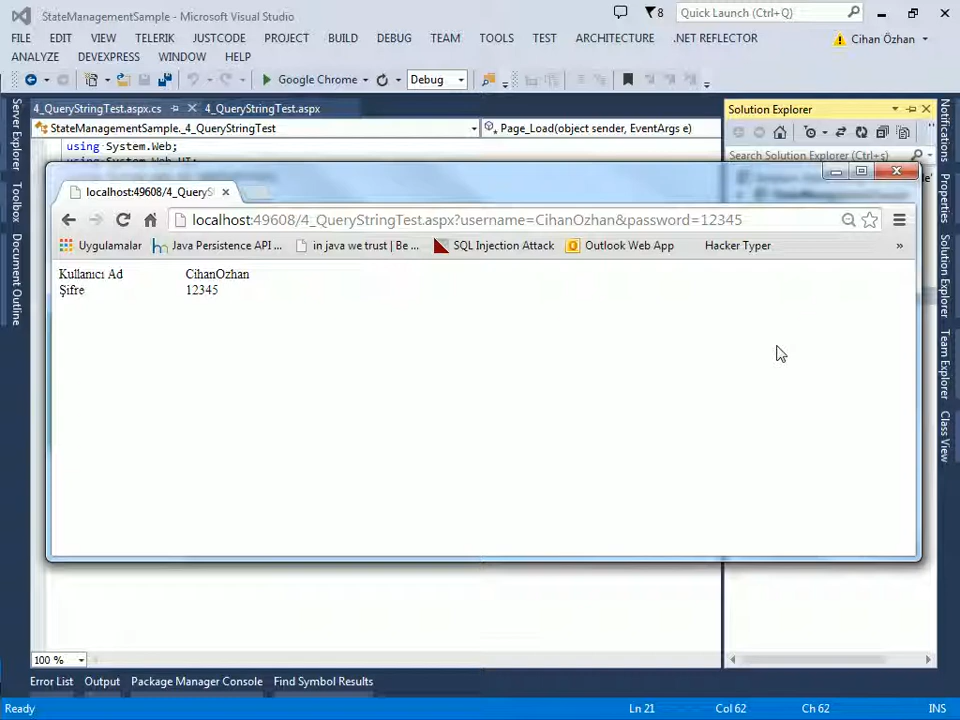 StateManagementSample - Microsoft Visual Studio
8
Quick Launch (Ctrl+Q)
FILE EDIT VIEW TELERIK JUSTCODE PROJECT BUILD DEBUG TEAM TOOLS TEST ARCHITECTURE .NET REFLECTOR
Cihan Özhan
ANALYZE DEVEXPRESS WINDOW HELP
Google Chrome
Debug
4_QueryStringTest.aspx.cs
4_QueryStringTest.aspx
Solution Explorer
StateManagementSample._4_QueryStringTest
Page_Load(object sender, EventArgs e)
using System.Web;
using System.Web.UI;
Search Solution Explorer (Ctrl+ş)
localhost:49608/4_QueryS
localhost:49608/4_QueryStringTest.aspx?username=CihanOzhan&password=12345
Uygulamalar
Java Persistence API ...
in java we trust | Be ...
SQL Injection Attack
Outlook Web App
Hacker Typer
»
Kullanıcı Ad CihanOzhan
Şifre 12345
Server Explorer
Toolbox
Document Outline
Notifications
Properties
Solution Explorer
Team Explorer
Class View
100 %
Error List Output Package Manager Console Find Symbol Results
Ready
Ln 21
Col 62
Ch 62
INS